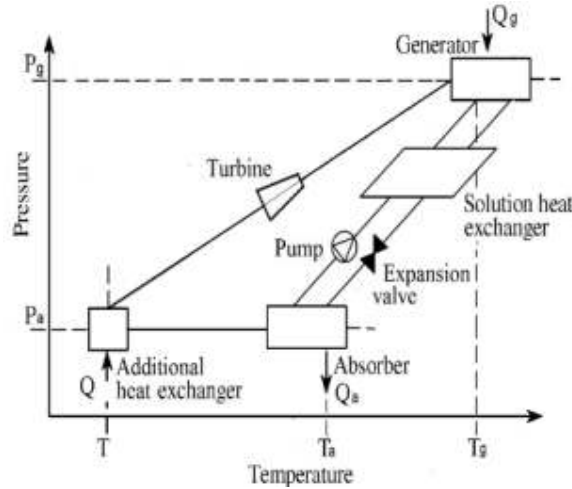 Qg
Generator
Pg
Turbine
Pressure
Solution heat
exchanger
Pump
Expansion
valve
Pa
Additional
heat exchanger
Absorber
Q
Qa
T
Ta
Tg
Temperature